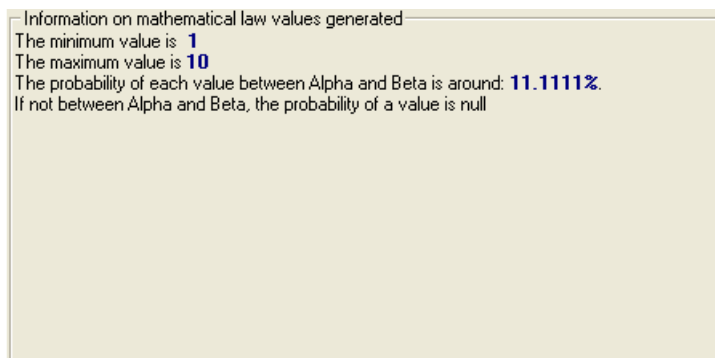 Information on mathematical law values generated
The minimum value is 1
The maximum value is 10
The probability of each value between Alpha and Beta is around: 11.1111%.
If not between Alpha and Beta, the probability of a value is null